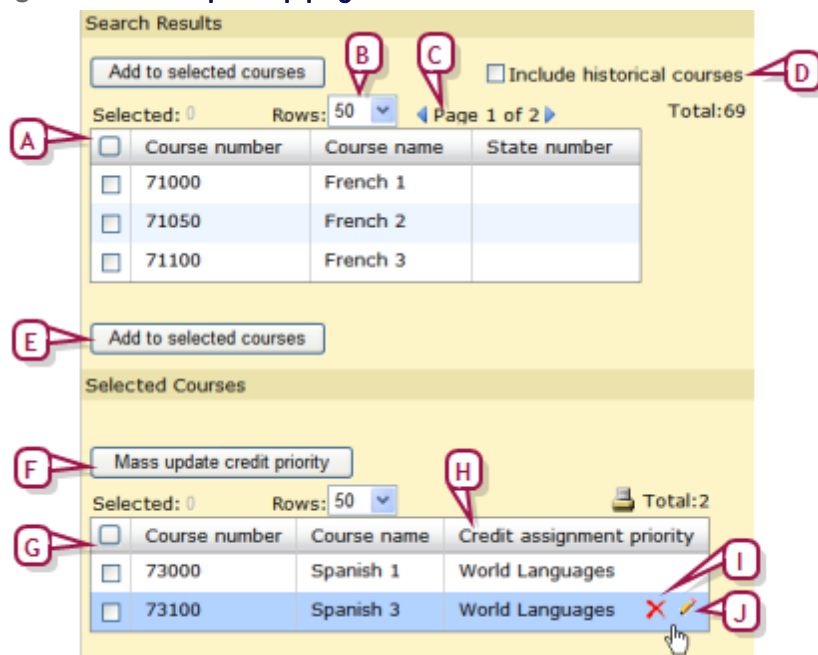 Search Results
B C
Add to selected courses Include historical courses D
Selected: 0 Rows: 50 Page 1 of 2 Total:69
A
Course number Course name State number
71000 French 1
71050 French 2
71100 French 3
E Add to selected courses
Selected Courses
F Mass update credit priority H
Selected: 0 Rows: 50 Total:2
G Course number Course name Credit assignment priority
73000 Spanish 1 World Languages I
73100 Spanish 3 World Languages J